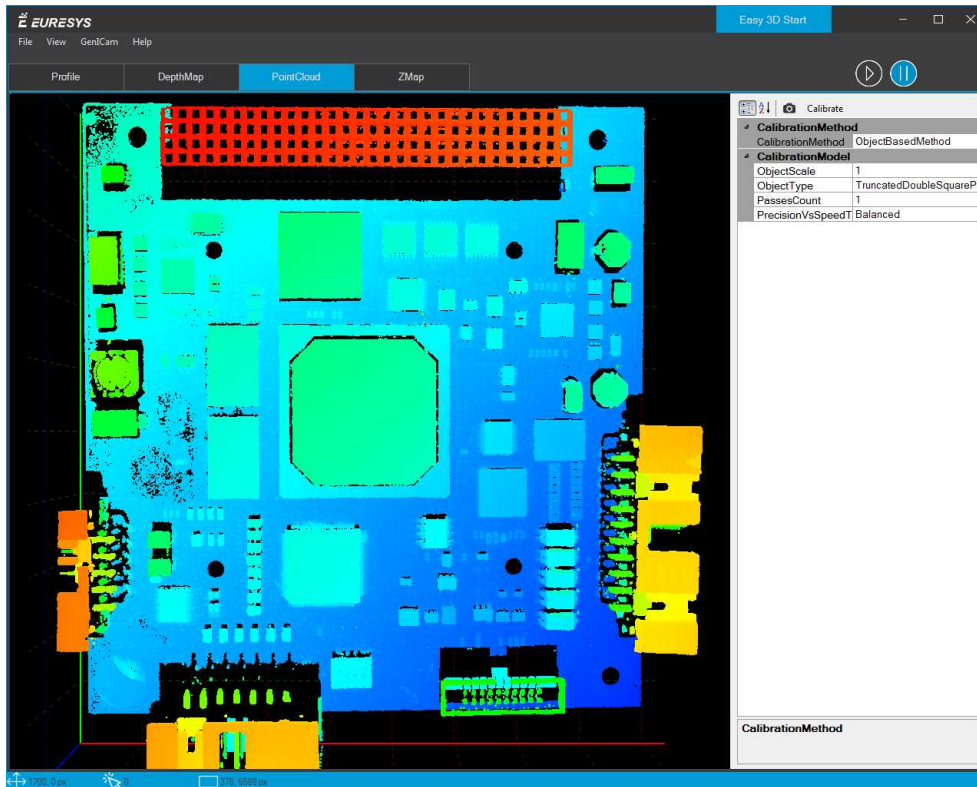 EURESYS
Easy 3D Start
File View GenICam Help
Profile DepthMap PointCloud ZMap
Calibrate
CalibrationMethod
CalibrationMethod ObjectBasedMethod
CalibrationModel
ObjectScale 1
ObjectType TruncatedDoubleSquareP
PassesCount 1
PrecisionVsSpeedT Balanced
CalibrationMethod
1700, 0 px 0 378, 6588 px